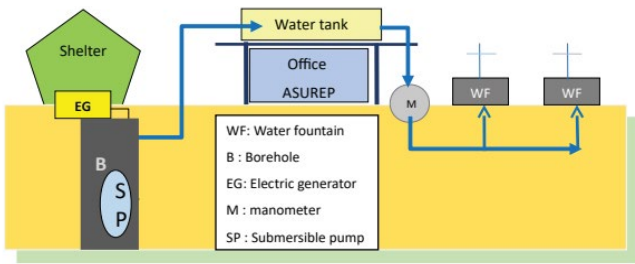 Shelter
EG
B
S
P
Water tank
Office
ASUREP
M
WF
WF
WF: Water fountain
B : Borehole
EG: Electric generator
M : manometer
SP : Submersible pump